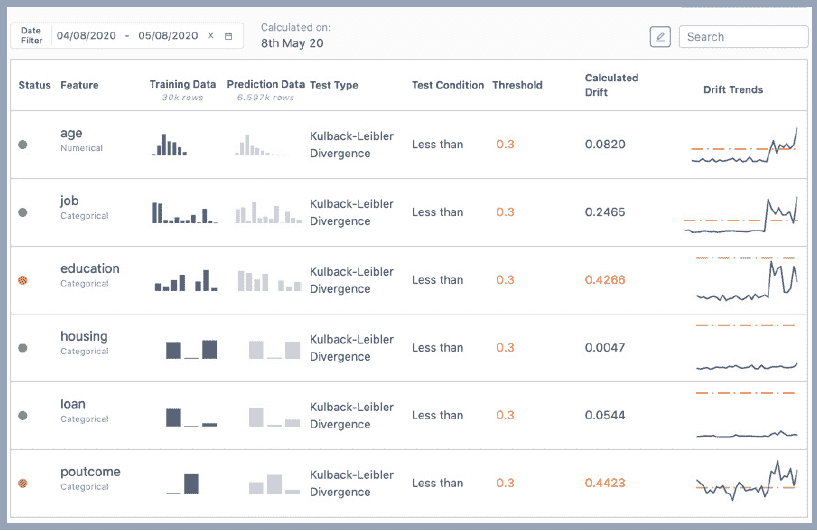 Date Filter 04/08/2020 - 05/08/2020 x
Calculated on:
8th May 20
Search
Status Feature Training Data Prediction Data Test Type Test Condition Threshold Calculated Drift Drift Trends
30k rows 6.597k rows
age Numerical Kulback-Leibler Divergence Less than 0.3 0.0820
job Categorical Kulback-Leibler Divergence Less than 0.3 0.2465
education Categorical Kulback-Leibler Divergence Less than 0.3 0.4266
housing Categorical Kulback-Leibler Divergence Less than 0.3 0.0047
loan Categorical Kulback-Leibler Divergence Less than 0.3 0.0544
poutcome Categorical Kulback-Leibler Divergence Less than 0.3 0.4423